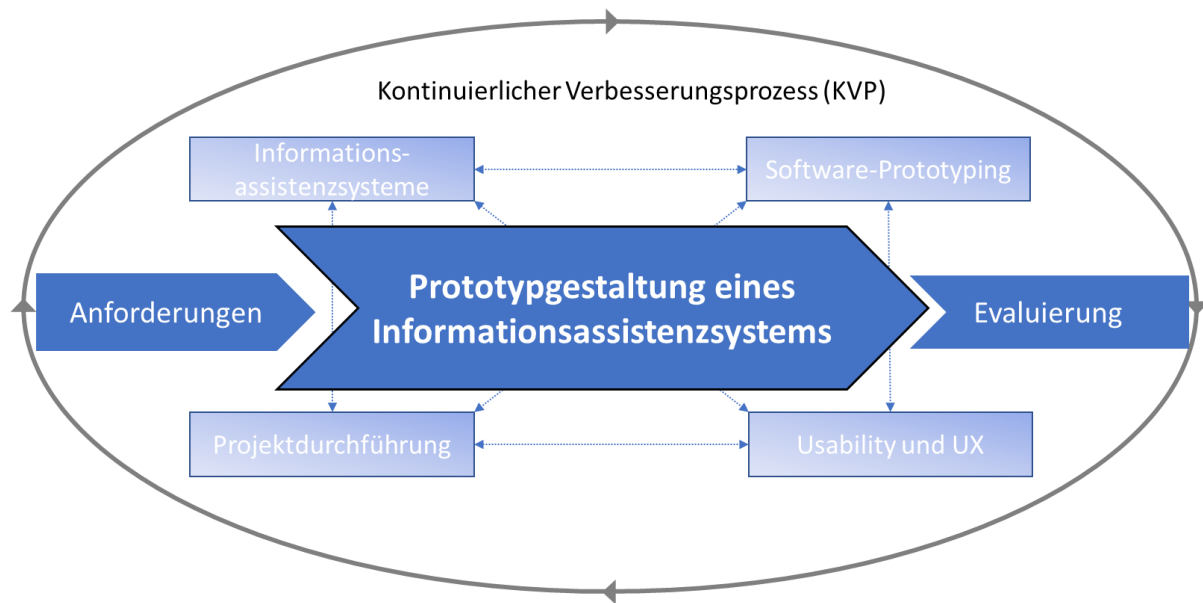 Kontinuierlicher Verbesserungsprozess (KVP)
Informations-
assistenzsysteme
Software-Prototyping
Anforderungen
Prototypgestaltung eines
Informationsassistenzsystems
Evaluierung
Projektdurchführung
Usability und UX